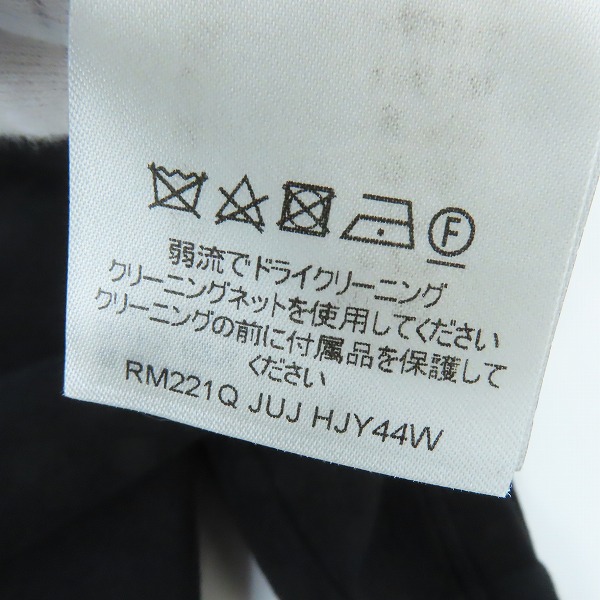 F
弱流でドライクリーニング
クリーニングネットを使用してください
クリーニングの前に付属品を保護して
ください
RM221Q JUJ HJY44W